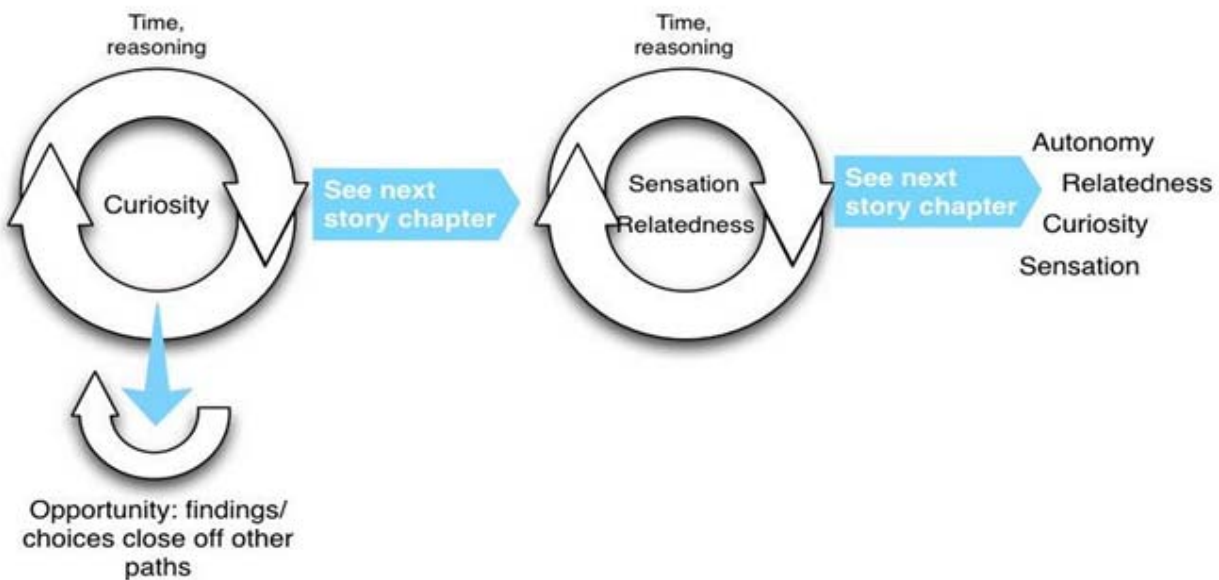 Time,
reasoning
Curiosity
See next
story chapter
Opportunity: findings/
choices close off other
paths
Time,
reasoning
Sensation
Relatedness
See next
story chapter
Autonomy
Relatedness
Curiosity
Sensation